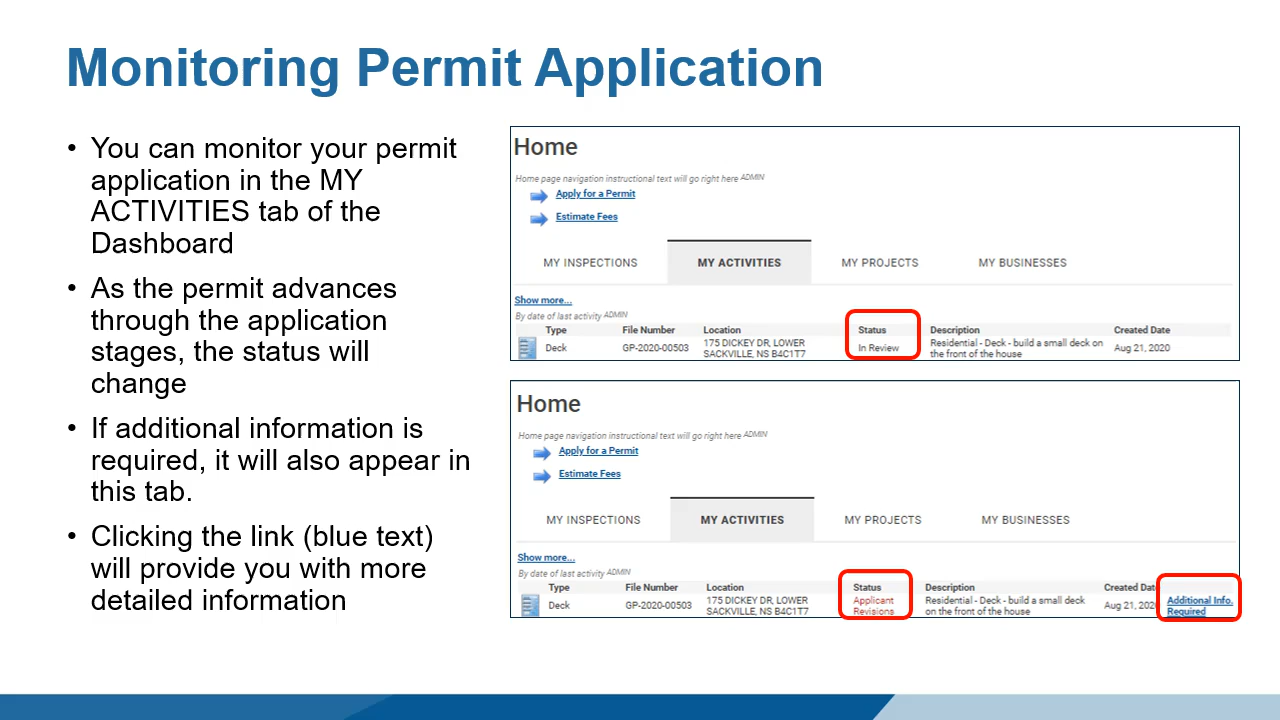 Monitoring Permit Application
• You can monitor your permit
application in the MY
ACTIVITIES tab of the
Dashboard
• As the permit advances
through the application
stages, the status will
change
• If additional information is
required, it will also appear in
this tab.
• Clicking the link (blue text)
will provide you with more
detailed information
Home
Home page navigation instructional text will go right here ADMIN
Apply for a Permit
Estimate Fees
MY INSPECTIONS MY ACTIVITIES MY PROJECTS MY BUSINESSES
Show more...
By date of last activity ADMIN
Type File Number Location Status Description Created Date
Deck GP-2020-00503 175 DICKEY DR, LOWER In Review Residential - Deck - build a small deck on Aug 21, 2020
SACKVILLE, NS B4C1T7 the front of the house
Home
Home page navigation instructional text will go right here ADMIN
Apply for a Permit
Estimate Fees
MY INSPECTIONS MY ACTIVITIES MY PROJECTS MY BUSINESSES
Show more...
By date of last activity ADMIN
Type File Number Location Status Description Created Date
Deck GP-2020-00503 175 DICKEY DR, LOWER Applicant Residential - Deck - build a small deck Aug 21, 2020 Additional Info.
SACKVILLE, NS B4C1T7 Revisions on the front of the house Required